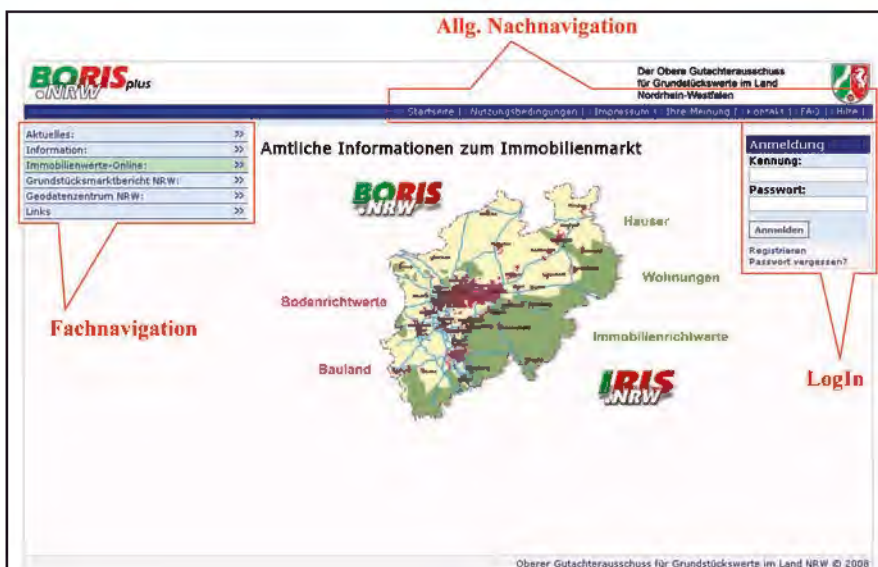 Allg. Nachnavigation
BORIS plus
.NRW
Der Obere Gutachterausschuss
für Grundstückswerte im Land
Nordrhein-Westfalen
Startseite | Nutzungsbedingungen | Impressum | Ihre Meinung | Kontakt | FAQ | Hilfe |
Aktuelles: »
Information: »
Immobilienwerte-Online: »
Grundstücksmarktbericht NRW: »
Geodatenzentrum NRW: »
Links »
Amtliche Informationen zum Immobilienmarkt
Anmeldung
Kennung:
Passwort:
Anmelden
Registrieren
Passwort vergessen?
BORIS
.NRW
Hauser
Wohnungen
Bodenrichtwerte
Immobilienrichtwerte
Bauland
IRIS
.NRW
Fachnavigation
LogIn
Oberer Gutachterausschuss für Grundstückswerte im Land NRW © 2008